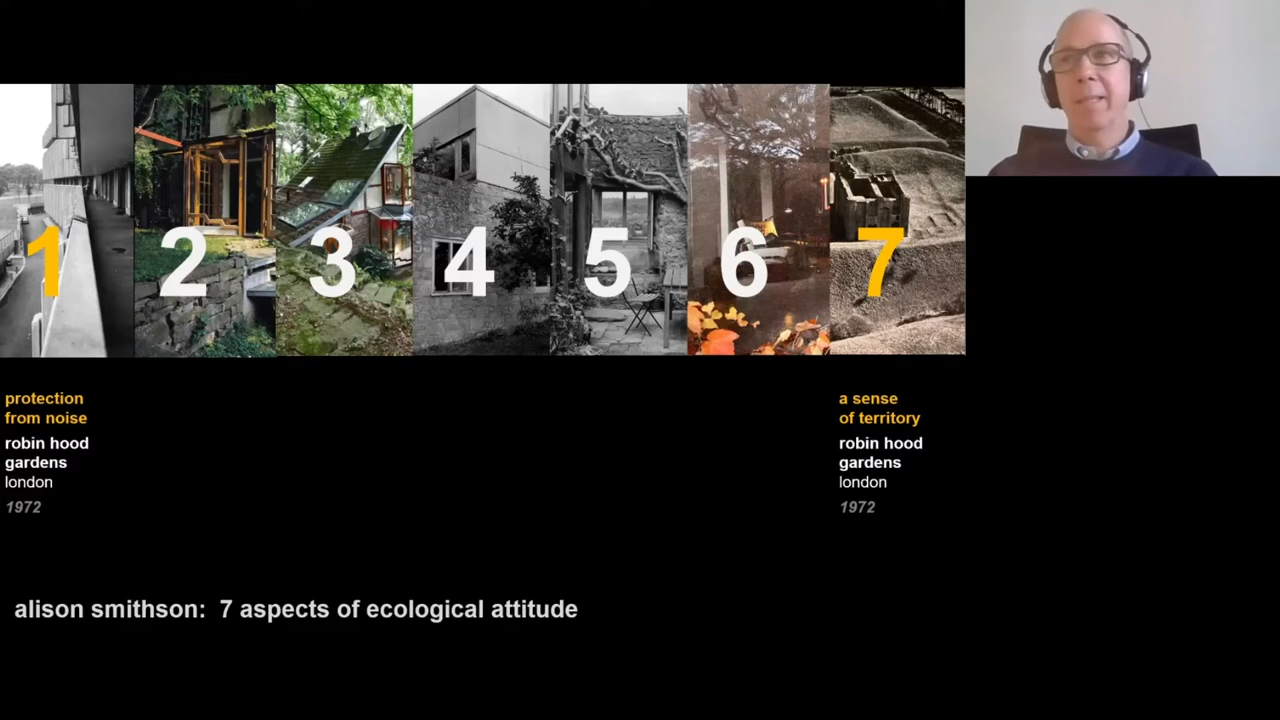 1 2 3 4 5 6 7
protection
from noise
robin hood
gardens
london
1972
a sense
of territory
robin hood
gardens
london
1972
alison smithson: 7 aspects of ecological attitude